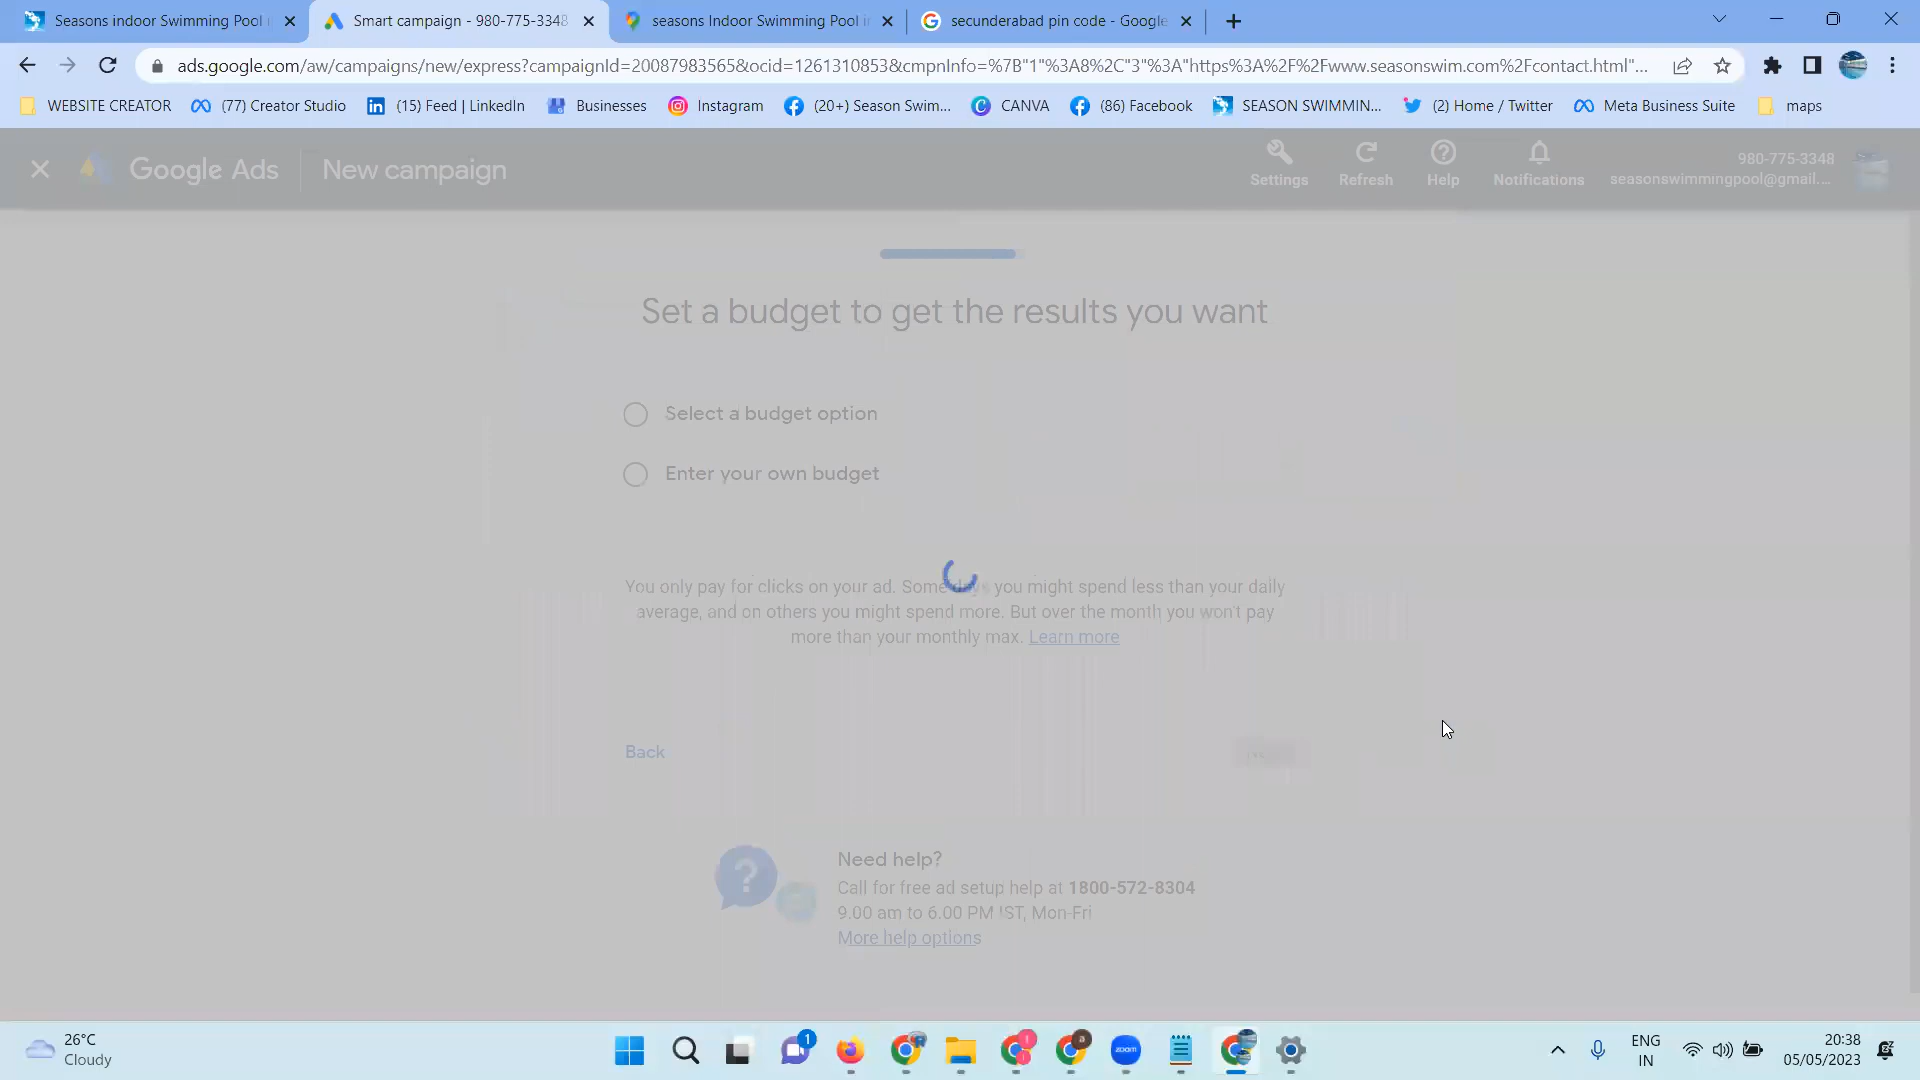 Seasons indoor Swimming Pool
Smart campaign - 980-775-3348
seasons Indoor Swimming Pool i
secunderabad pin code - Google
ads.google.com/aw/campaigns/new/express?campaignId=20087983565&ocid=1261310853&cmpnInfo=%7B"1"%3A8%2C"3"%3A"https%3A%2F%2Fwww.seasonswim.com%2Fcontact.html"...
WEBSITE CREATOR
(77) Creator Studio
(15) Feed | LinkedIn
Businesses
Instagram
(20+) Season Swim...
CANVA
(86) Facebook
SEASON SWIMMIN...
(2) Home / Twitter
Meta Business Suite
maps
Google Ads
New campaign
Settings
Refresh
Help
Notifications
980-775-3348
seasonswimmingpool@gmail....
Set a budget to get the results you want
Select a budget option
Enter your own budget
You only pay for clicks on your ad. Some days you might spend less than your daily
average, and on others you might spend more. But over the month you won't pay
more than your monthly max. Learn more
Back
Need help?
Call for free ad setup help at 1800-572-8304
9.00 am to 6.00 PM IST, Mon-Fri
More help options
26°C
Cloudy
1
zoom
ENG
IN
20:38
05/05/2023